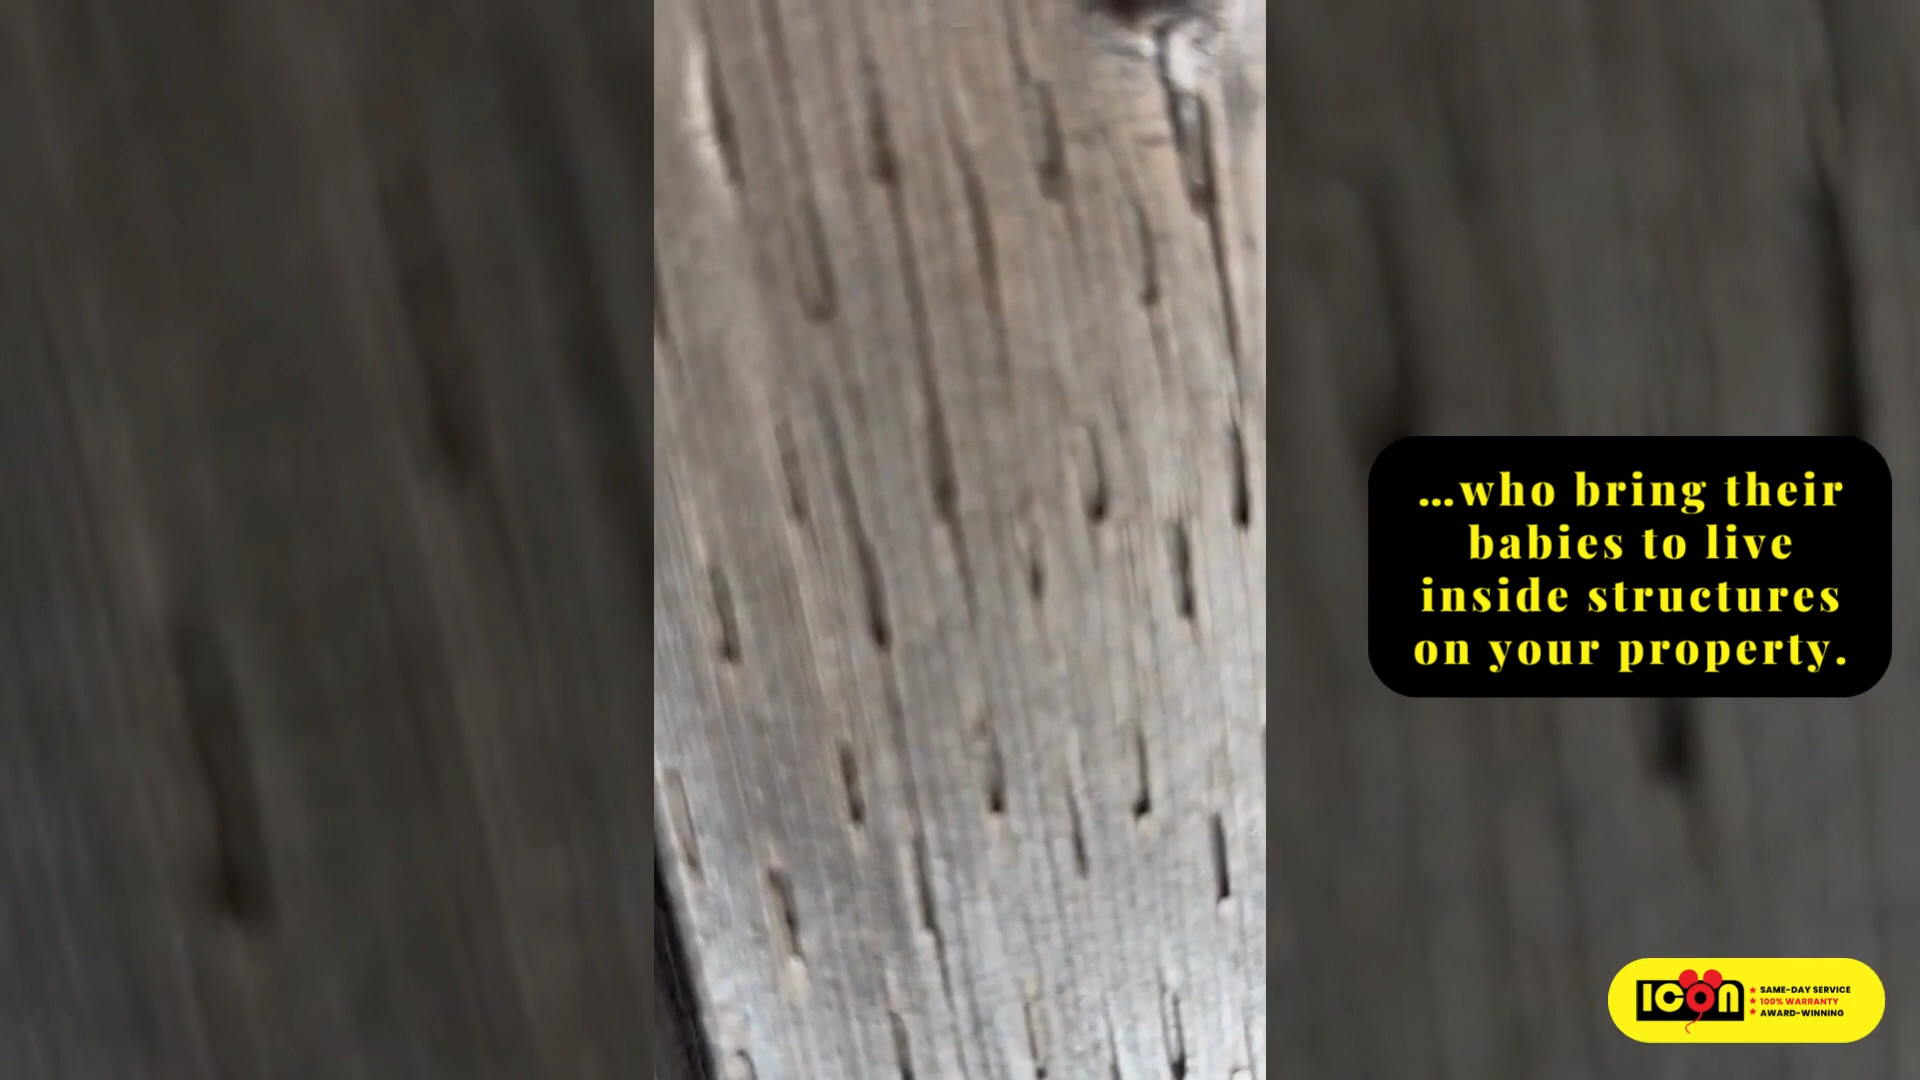 ...who bring their
babies to live
inside structures
on your property.
ICON
SAME-DAY SERVICE
100% WARRANTY
AWARD-WINNING